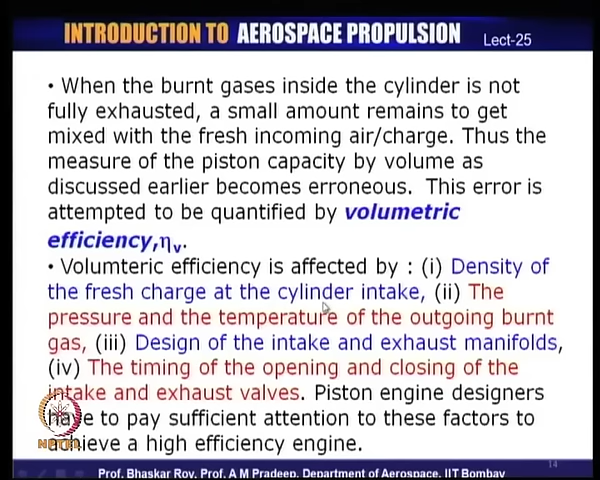 INTRODUCTION TO AEROSPACE PROPULSION Lect-25
• When the burnt gases inside the cylinder is not
fully exhausted, a small amount remains to get
mixed with the fresh incoming air/charge. Thus the
measure of the piston capacity by volume as
discussed earlier becomes erroneous. This error is
attempted to be quantified by volumetric
efficiency,ηv.
• Volumteric efficiency is affected by : (i) Density of
the fresh charge at the cylinder intake, (ii) The
pressure and the temperature of the outgoing burnt
gas, (iii) Design of the intake and exhaust manifolds,
(iv) The timing of the opening and closing of the
intake and exhaust valves. Piston engine designers
have to pay sufficient attention to these factors to
achieve a high efficiency engine.
NPTEL
Prof. Bhaskar Roy, Prof. A M Pradeep, Department of Aerospace, IIT Bombay
14